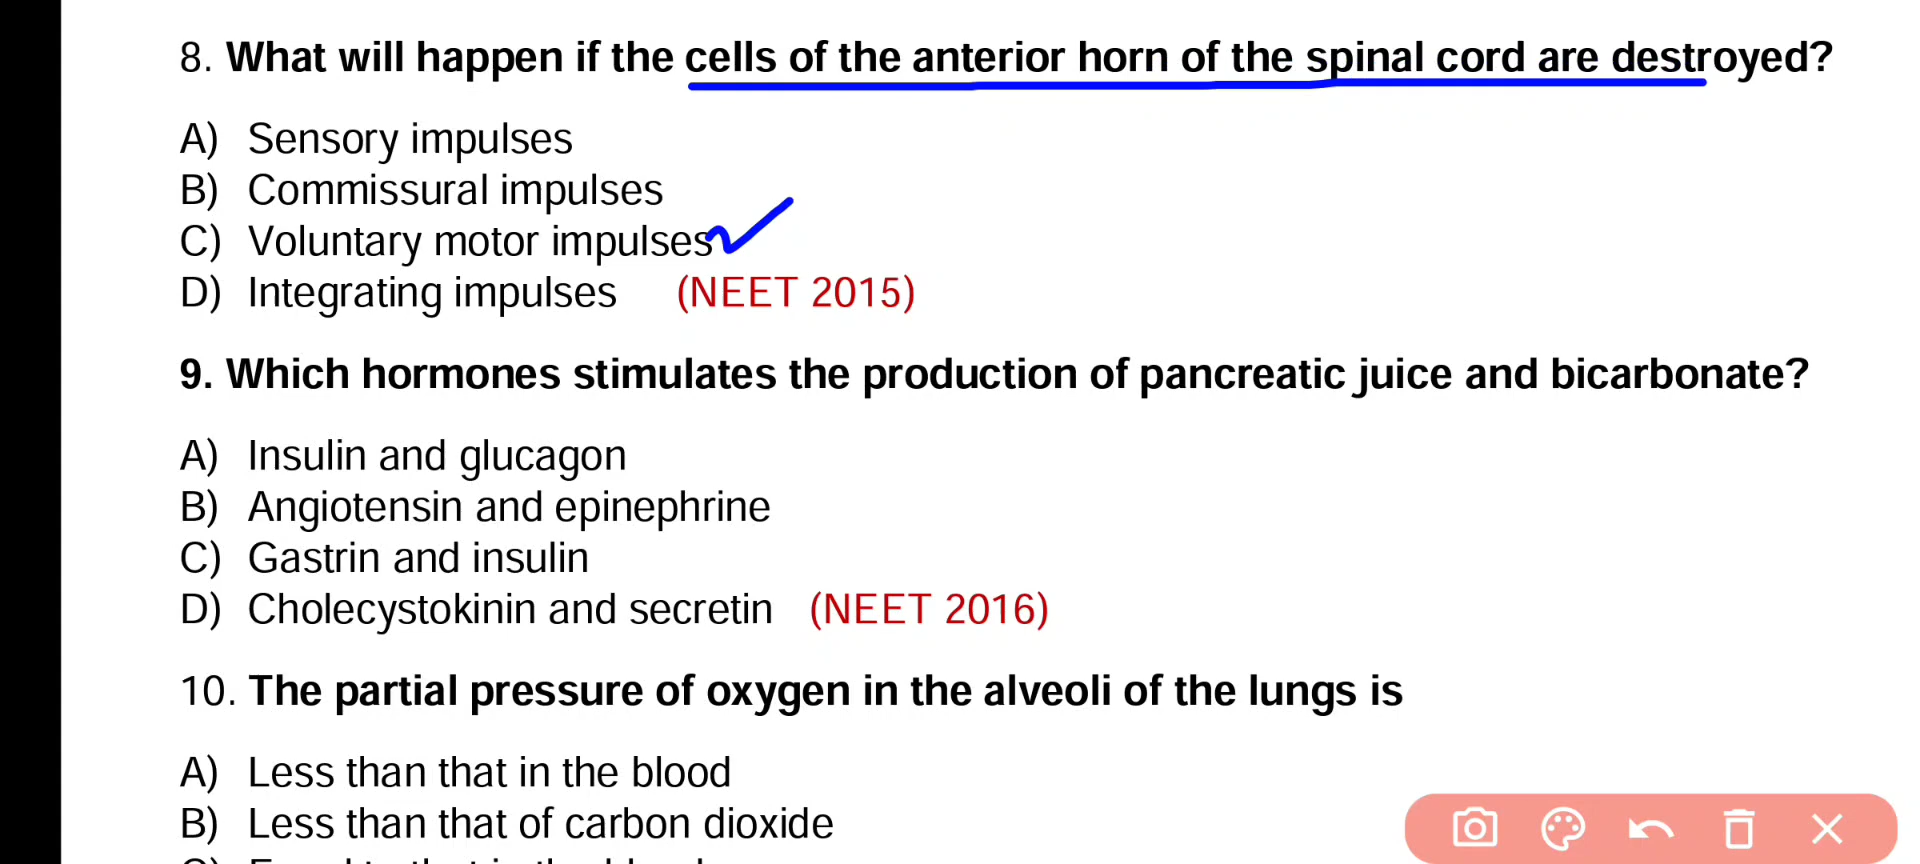 8. What will happen if the cells of the anterior horn of the spinal cord are destroyed?
A) Sensory impulses
B) Commissural impulses
C) Voluntary motor impulses
D) Integrating impulses (NEET 2015)
9. Which hormones stimulates the production of pancreatic juice and bicarbonate?
A) Insulin and glucagon
B) Angiotensin and epinephrine
C) Gastrin and insulin
D) Cholecystokinin and secretin (NEET 2016)
10. The partial pressure of oxygen in the alveoli of the lungs is
A) Less than that in the blood
B) Less than that of carbon dioxide